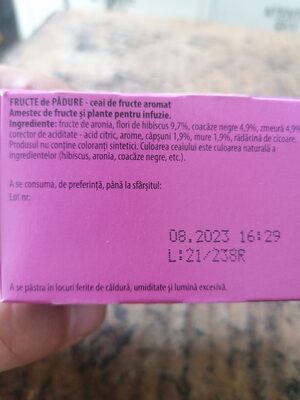 FRUCTE de PĂDURE - ceai de fructe aromat
Amestec de fructe și plante pentru infuzie.
Ingrediente: fructe de aronia, flori de hibiscus 9,7%, coacăze negre 4,9%, zmeură 4,9%
corector de aciditate - acid citric, arome, căpșuni 1,9%, mure 1,9%, rădăcină de cicoare.
Produsul nu conține coloranți sintetici. Culoarea ceaiului este culoarea naturală a
ingredientelor (hibiscus, aronia, coacăze negre, etc.).
A se consuma, de preferință, până la sfârșitul:
Lot nr:
08.2023 16:29
L:21/238R
A se păstra în locuri ferite de căldură, umiditate și lumină excesivă.